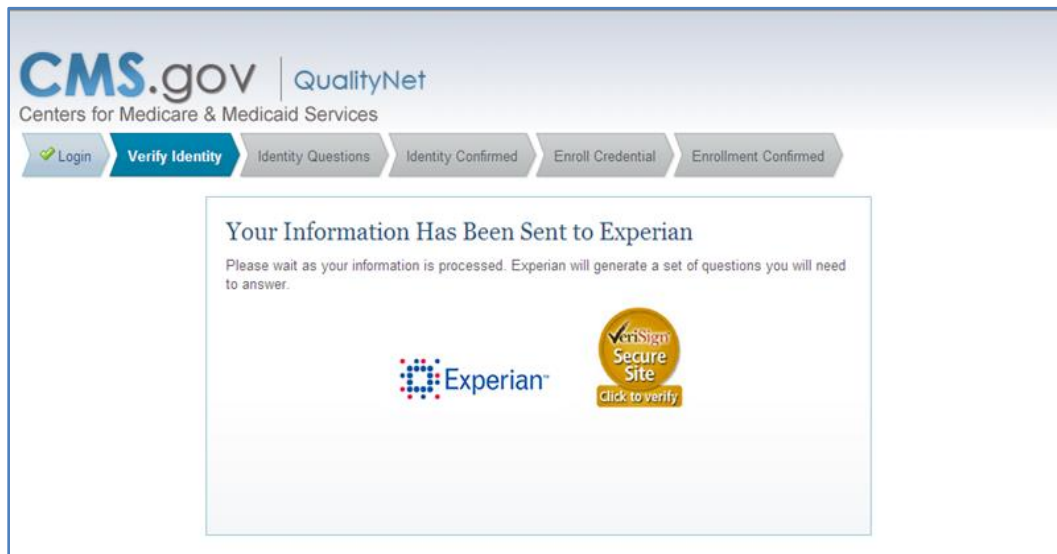 CMS.gov QualityNet
Centers for Medicare & Medicaid Services
Login Verify Identity Identity Questions Identity Confirmed Enroll Credential Enrollment Confirmed
Your Information Has Been Sent to Experian
Please wait as your information is processed. Experian will generate a set of questions you will need
to answer.
Experian™
VeriSign
Secure
Site
Click to verify